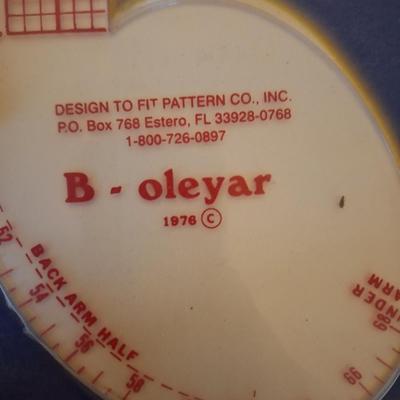 DESIGN TO FIT PATTERN CO., INC.
P.O. Box 768 Estero, FL 33928-0768
1-800-726-0897
B - oleyar
1976 ©
52
BACK ARM HALF
54
56
58
UNDER
ARM
68
66